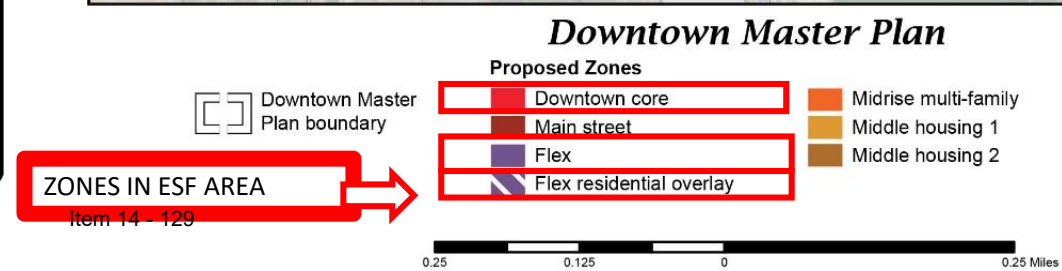 Downtown Master Plan
Proposed Zones
Downtown Master
Plan boundary
Downtown core
Main street
Flex
Flex residential overlay
Midrise multi-family
Middle housing 1
Middle housing 2
ZONES IN ESF AREA
Item 14 - 129
0.25 0.125 0 0.25 Miles